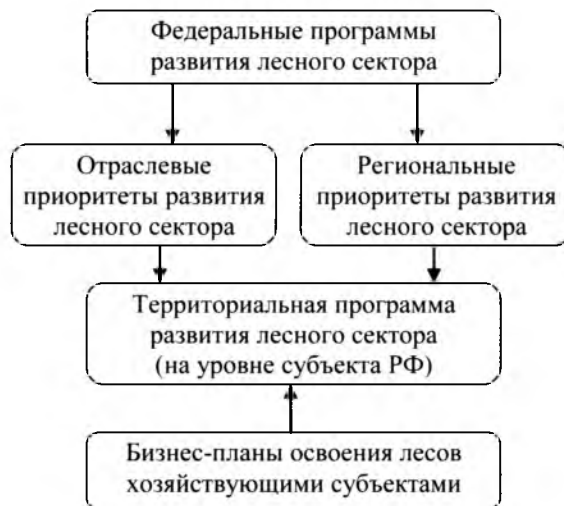 Федеральные программы
развития лесного сектора
Отраслевые
приоритеты развития
лесного сектора
Региональные
приоритеты развития
лесного сектора
Территориальная программа
развития лесного сектора
(на уровне субъекта РФ)
Бизнес-планы освоения лесов
хозяйствующими субъектами